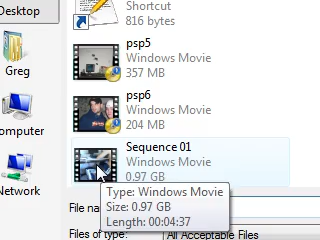 Desktop
Shortcut
816 bytes
psp5
Windows Movie
357 MB
Greg
psp6
Windows Movie
204 MB
Computer
Sequence 01
Windows Movie
0.97 GB
Network
Type: Windows Movie
Size: 0.97 GB
Length: 00:04:37
File na
Files of type:
All Acceptable Files